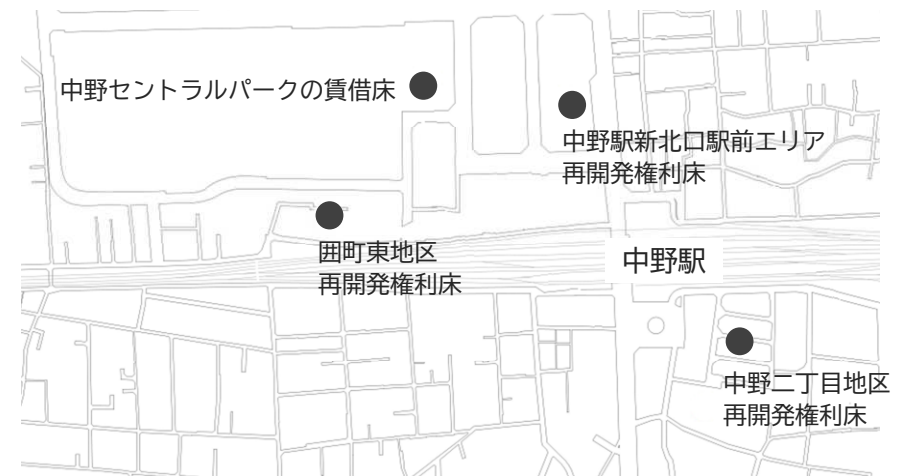 中野セントラルパークの賃借床
中野駅新北口駅前エリア
再開発権利床
囲町東地区
再開発権利床
中野駅
中野二丁目地区
再開発権利床